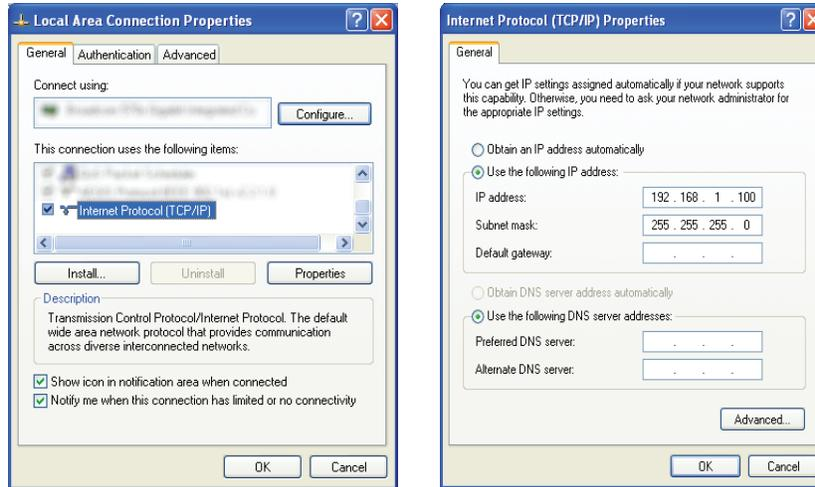 Local Area Connection Properties
General Authentication Advanced
Connect using:
Configure...
This connection uses the following items:
Internet Protocol (TCP/IP)
Install... Uninstall Properties
Description
Transmission Control Protocol/Internet Protocol. The default
wide area network protocol that provides communication
across diverse interconnected networks.
Show icon in notification area when connected
Notify me when this connection has limited or no connectivity
OK Cancel
Internet Protocol (TCP/IP) Properties
General
You can get IP settings assigned automatically if your network supports
this capability. Otherwise, you need to ask your network administrator for
the appropriate IP settings.
Obtain an IP address automatically
Use the following IP address:
IP address: 192 . 168 . 1 . 100
Subnet mask: 255 . 255 . 255 . 0
Default gateway: . . .
Obtain DNS server address automatically
Use the following DNS server addresses:
Preferred DNS server: . . .
Alternate DNS server: . . .
Advanced...
OK Cancel